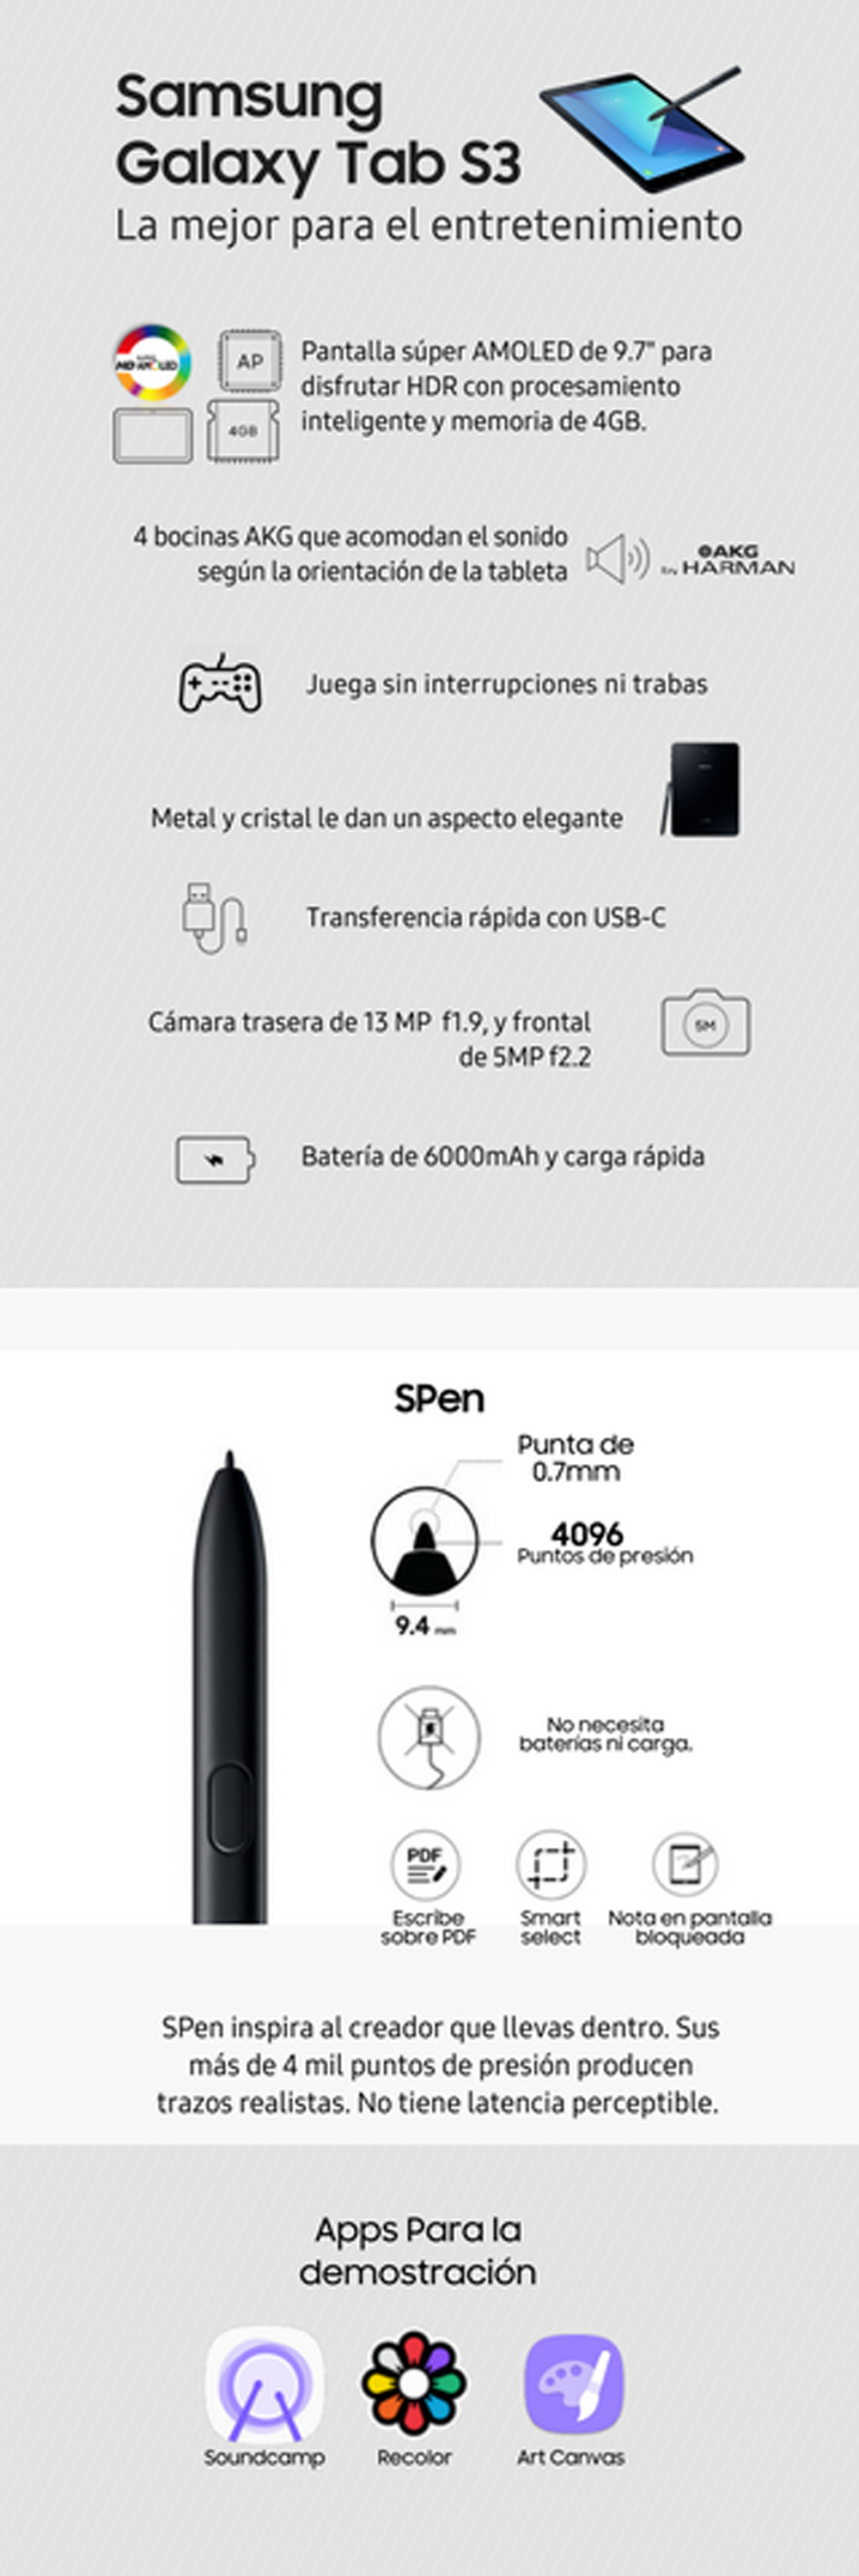 Samsung
Galaxy Tab S3
La mejor para el entretenimiento
HD AMOLED
AP
4GB
Pantalla súper AMOLED de 9.7" para
disfrutar HDR con procesamiento
inteligente y memoria de 4GB.
4 bocinas AKG que acomodan el sonido
según la orientación de la tableta
AKG
by HARMAN
Juega sin interrupciones ni trabas
Metal y cristal le dan un aspecto elegante
Transferencia rápida con USB-C
Cámara trasera de 13 MP f1.9, y frontal
de 5MP f2.2
5M
Batería de 6000mAh y carga rápida
SPen
Punta de
0.7mm
4096
Puntos de presión
9.4 mm
No necesita
baterías ni carga.
PDF
Escribe
sobre PDF
Smart
select
Nota en pantalla
bloqueada
SPen inspira al creador que llevas dentro. Sus
más de 4 mil puntos de presión producen
trazos realistas. No tiene latencia perceptible.
Apps Para la
demostración
Soundcamp
Recolor
Art Canvas